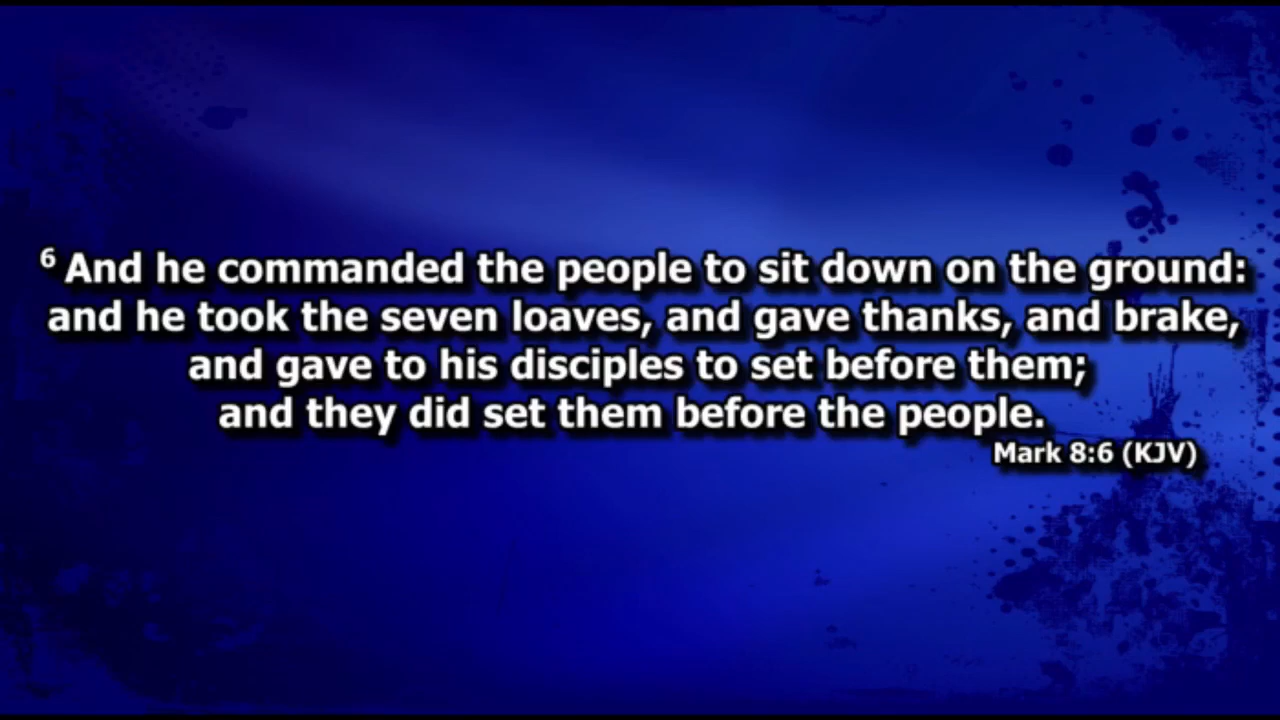 6 And he commanded the people to sit down on the ground:
and he took the seven loaves, and gave thanks, and brake,
and gave to his disciples to set before them;
and they did set them before the people.
Mark 8:6 (KJV)